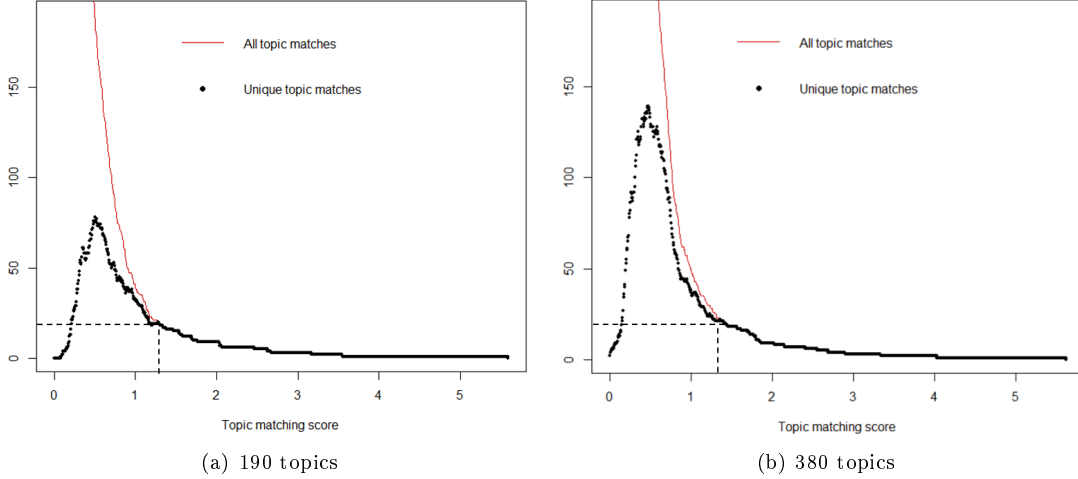 All topic matches
Unique topic matches
150
100
50
0
0 1 2 3 4 5
Topic matching score
(a) 190 topics
All topic matches
Unique topic matches
150
100
50
0
0 1 2 3 4 5
Topic matching score
(b) 380 topics